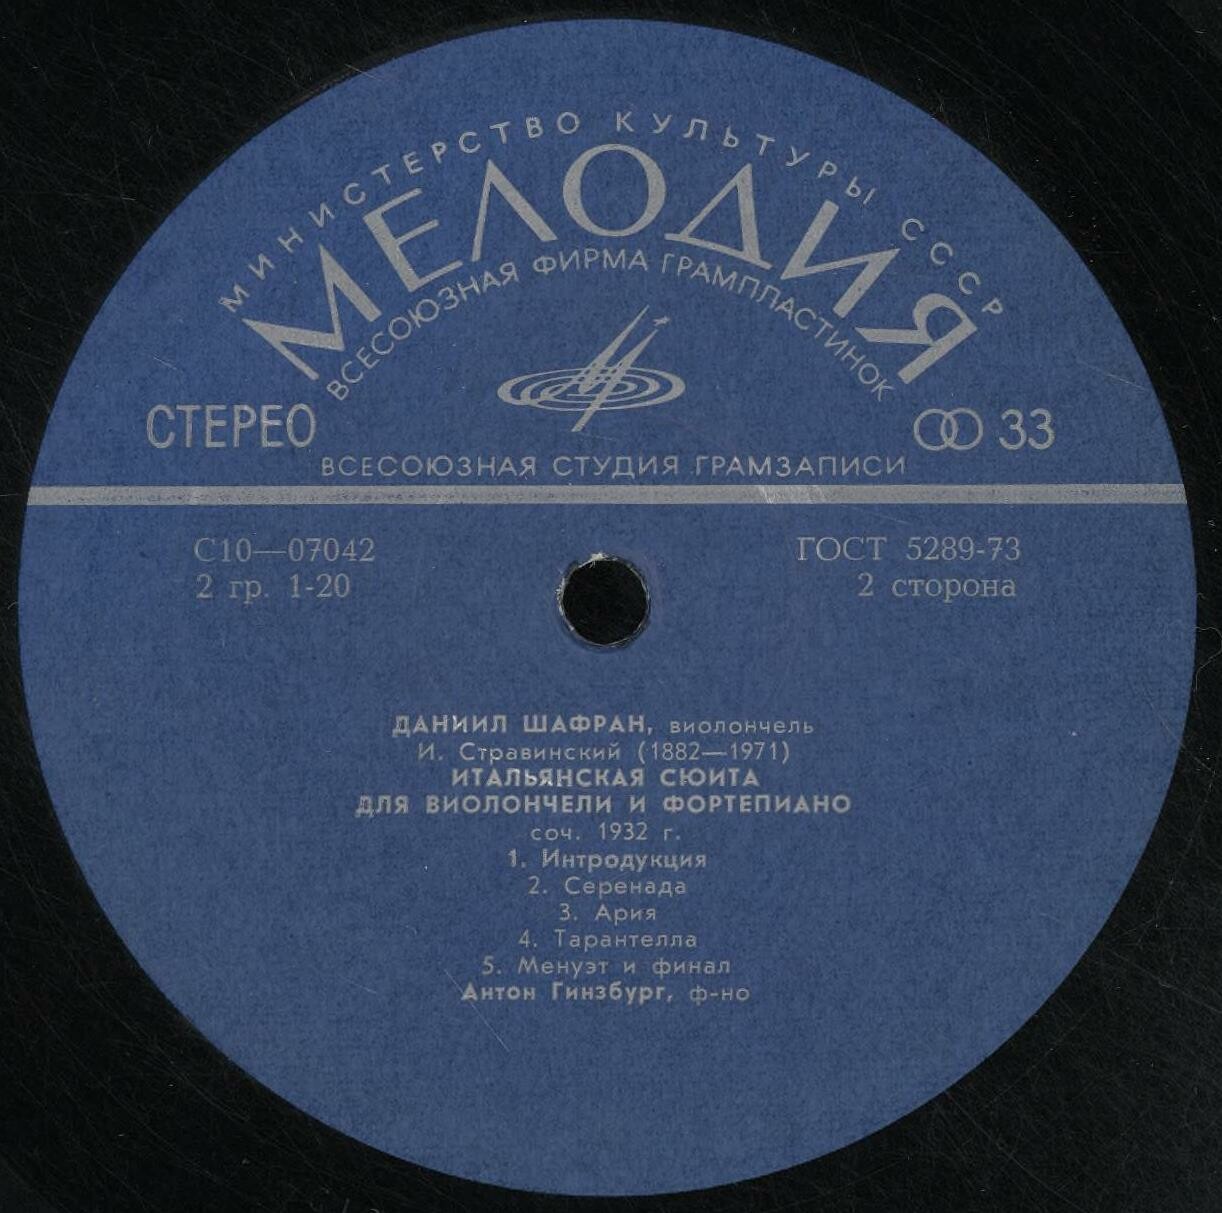 МИНИСТЕРСТВО КУЛЬТУРЫ СССР
МЕЛОДИЯ
ВСЕСОЮЗНАЯ ФИРМА ГРАМПЛАСТИНОК
СТЕРЕО
33
ВСЕСОЮЗНАЯ СТУДИЯ ГРАМЗАПИСИ
С10—07042
ГОСТ 5289-73
2 гр. 1-20
2 сторона
ДАНИИЛ ШАФРАН, виолончель
И. Стравинский (1882—1971)
ИТАЛЬЯНСКАЯ СЮИТА
ДЛЯ ВИОЛОНЧЕЛИ И ФОРТЕПИАНО
соч. 1932 г.
1. Интродукция
2. Серенада
3. Ария
4. Тарантелла
5. Менуэт и финал
Антон Гинзбург, ф-но